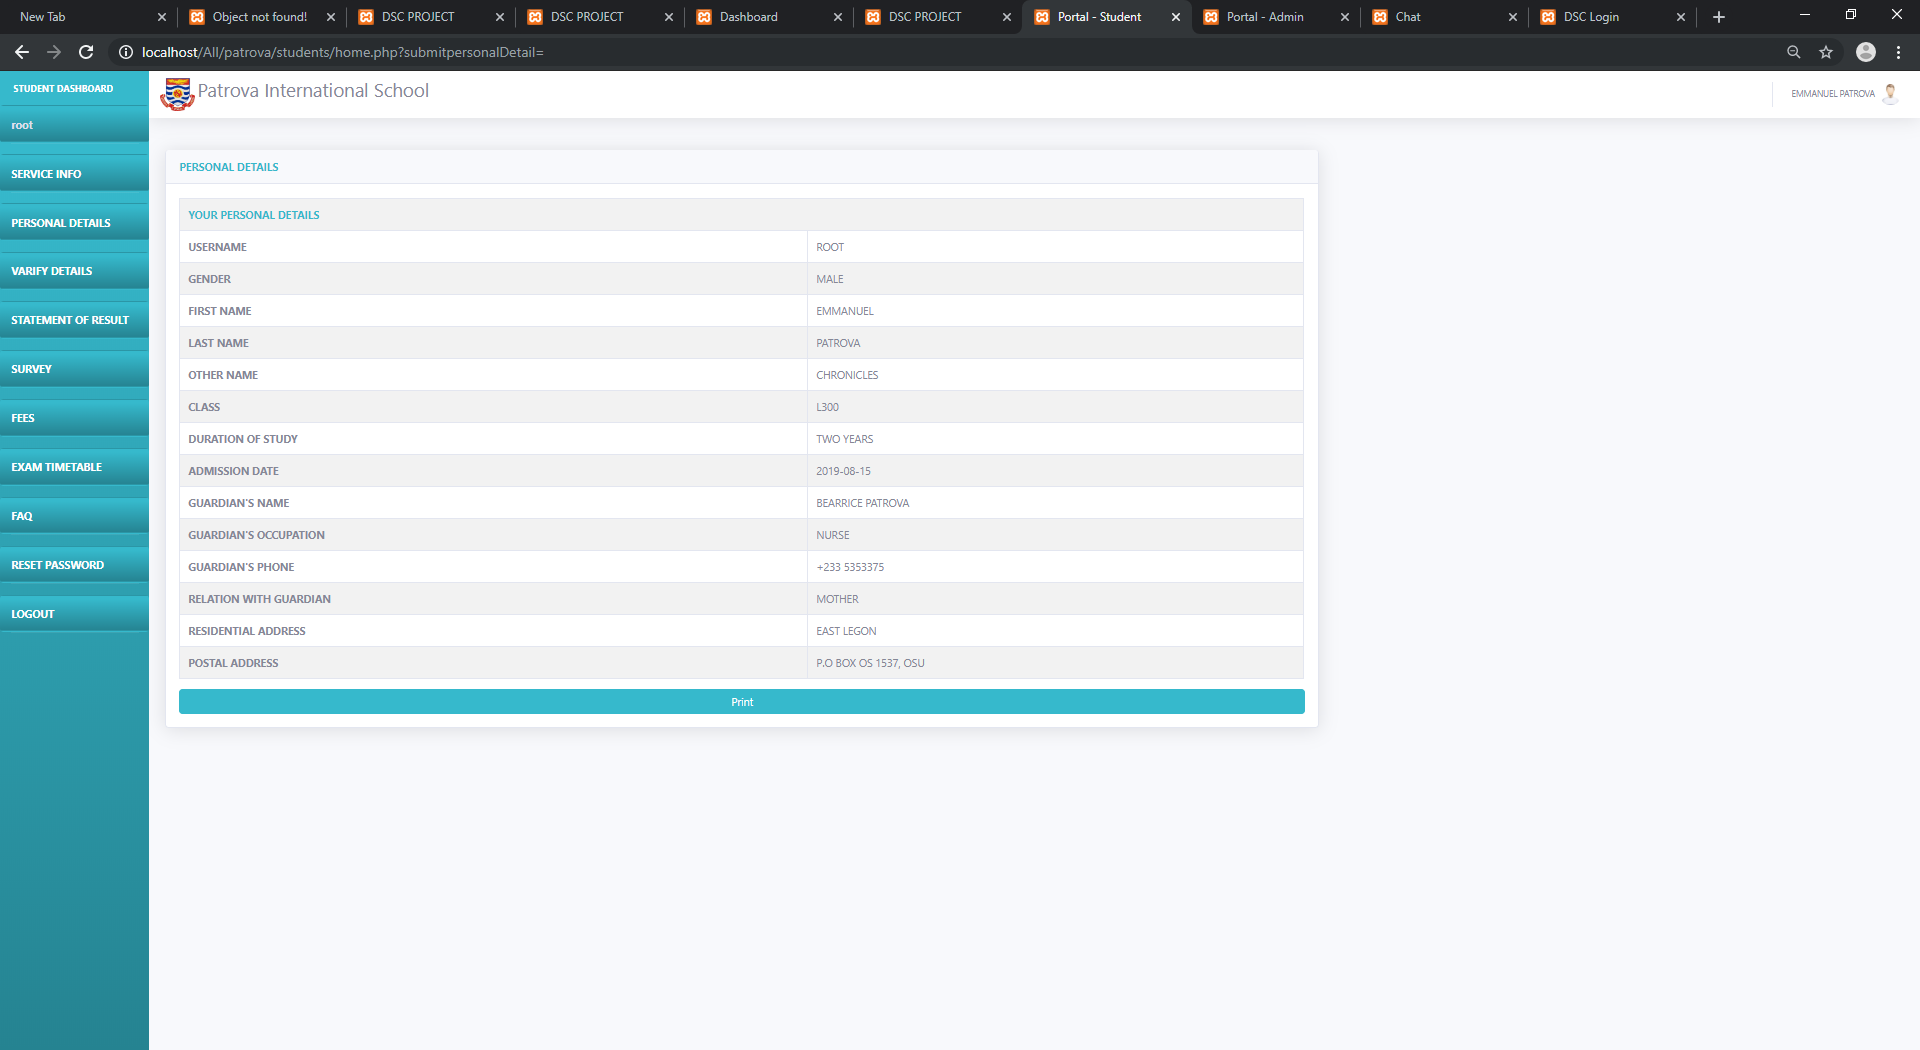 New Tab
Object not found!
DSC PROJECT
DSC PROJECT
Dashboard
DSC PROJECT
Portal - Student
Portal - Admin
Chat
DSC Login
localhost/All/patrova/students/home.php?submitpersonalDetail=
STUDENT DASHBOARD
root
SERVICE INFO
PERSONAL DETAILS
VARIFY DETAILS
STATEMENT OF RESULT
SURVEY
FEES
EXAM TIMETABLE
FAQ
RESET PASSWORD
LOGOUT
Patrova International School
EMMANUEL PATROVA
PERSONAL DETAILS
YOUR PERSONAL DETAILS
USERNAME ROOT
GENDER MALE
FIRST NAME EMMANUEL
LAST NAME PATROVA
OTHER NAME CHRONICLES
CLASS L300
DURATION OF STUDY TWO YEARS
ADMISSION DATE 2019-08-15
GUARDIAN'S NAME BEARRICE PATROVA
GUARDIAN'S OCCUPATION NURSE
GUARDIAN'S PHONE +233 5353375
RELATION WITH GUARDIAN MOTHER
RESIDENTIAL ADDRESS EAST LEGON
POSTAL ADDRESS P.O BOX OS 1537, OSU
Print